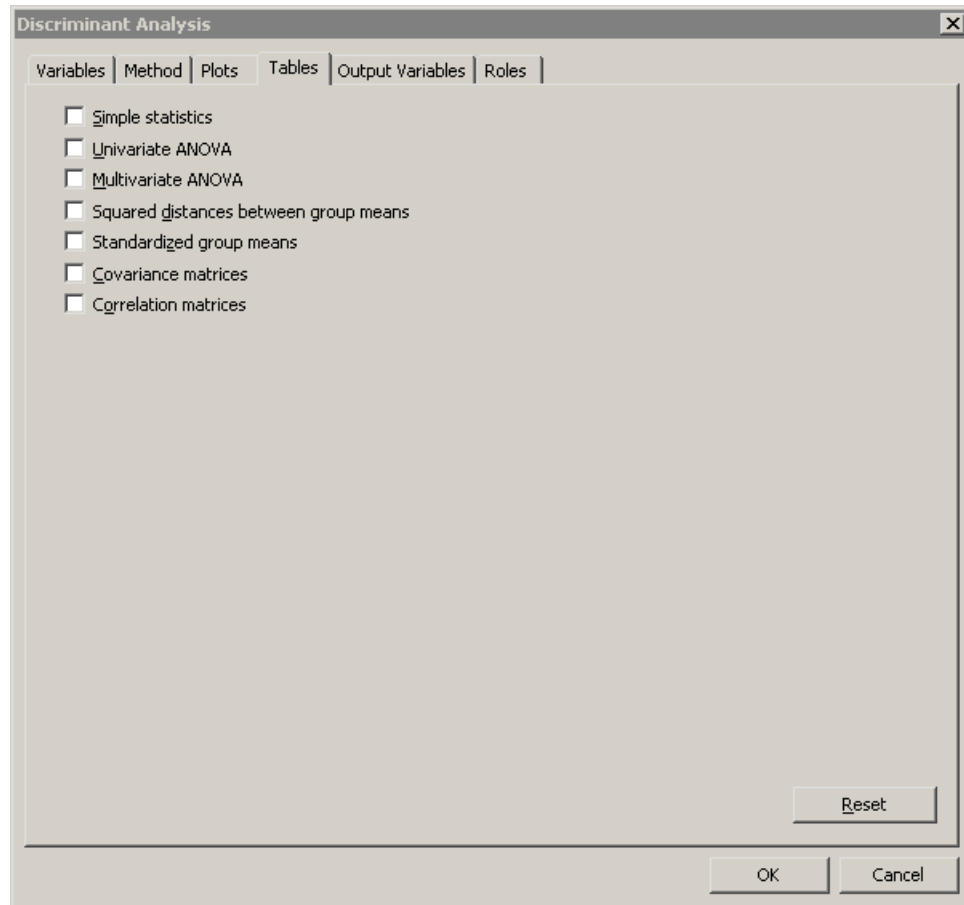 Discriminant Analysis
Variables Method Plots Tables Output Variables Roles
Simple statistics
Univariate ANOVA
Multivariate ANOVA
Squared distances between group means
Standardized group means
Covariance matrices
Correlation matrices
Reset
OK Cancel